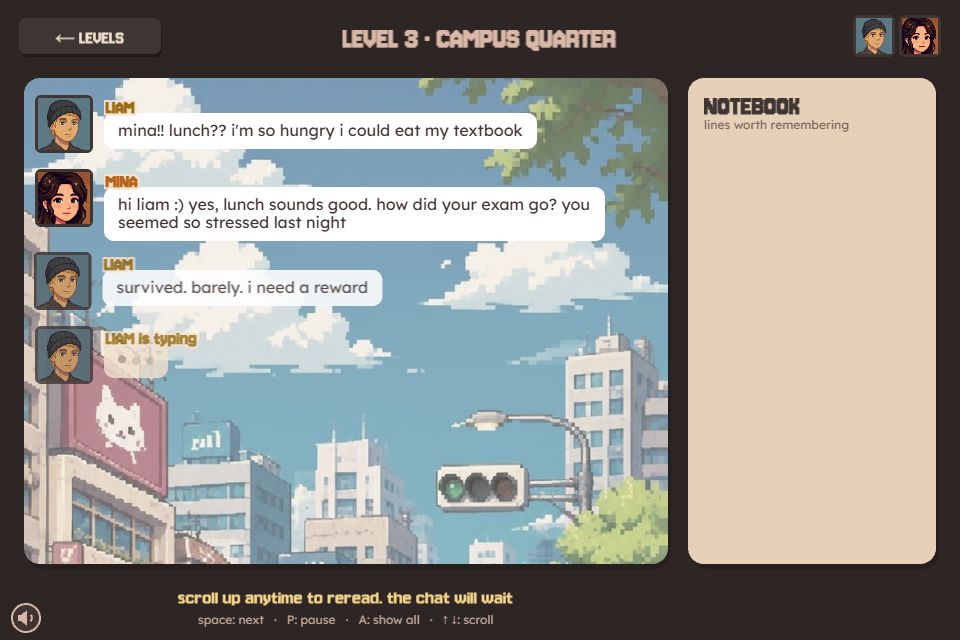 ← LEVELS
LEVEL 3 · CAMPUS QUARTER
LIAM
mina!! lunch?? i'm so hungry i could eat my textbook
MINA
hi liam :) yes, lunch sounds good. how did your exam go? you
seemed so stressed last night
LIAM
survived. barely. i need a reward
LIAM is typing
NOTEBOOK
lines worth remembering
scroll up anytime to reread. the chat will wait
space: next · P: pause · A: show all · ↑↓: scroll